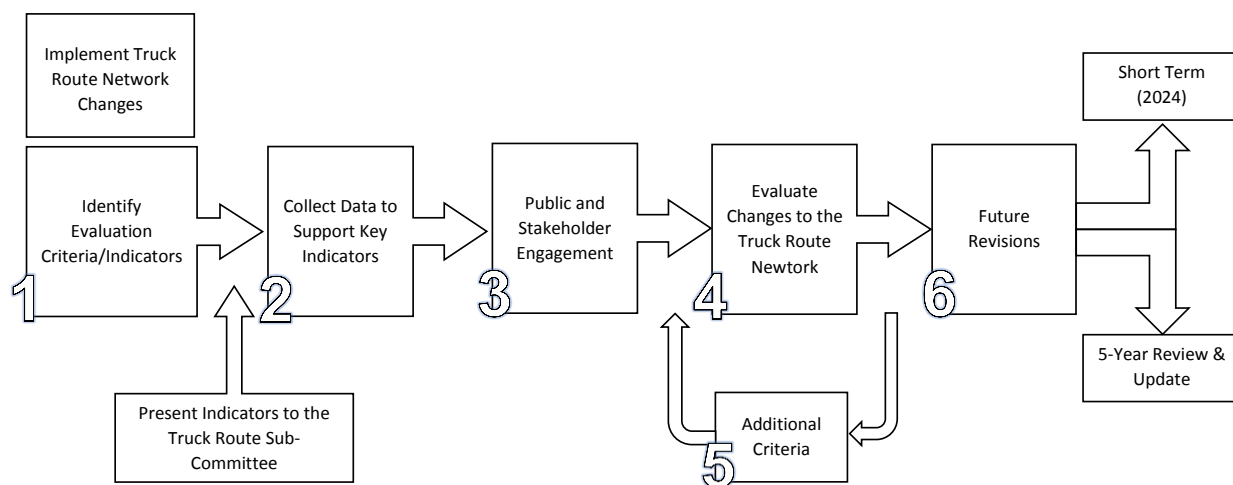 Implement Truck
Route Network
Changes
Identify
Evaluation
Criteria/Indicators
1
Present Indicators to the
Truck Route Sub-
Committee
Collect Data to
Support Key
Indicators
2
Public and
Stakeholder
Engagement
3
Evaluate
Changes to the
Truck Route
Newtork
4
Additional
Criteria
5
Future
Revisions
6
Short Term
(2024)
5-Year Review &
Update